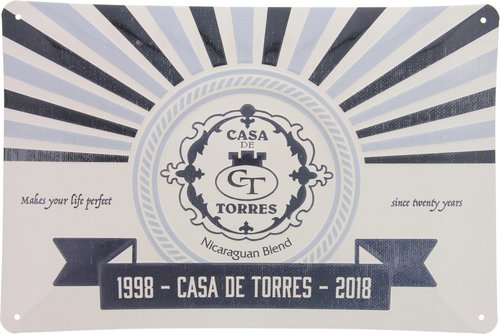 CASA
DE
CT
TORRES
Nicaraguan Blend
Makes your life perfect
since twenty years
1998 - CASA DE TORRES - 2018